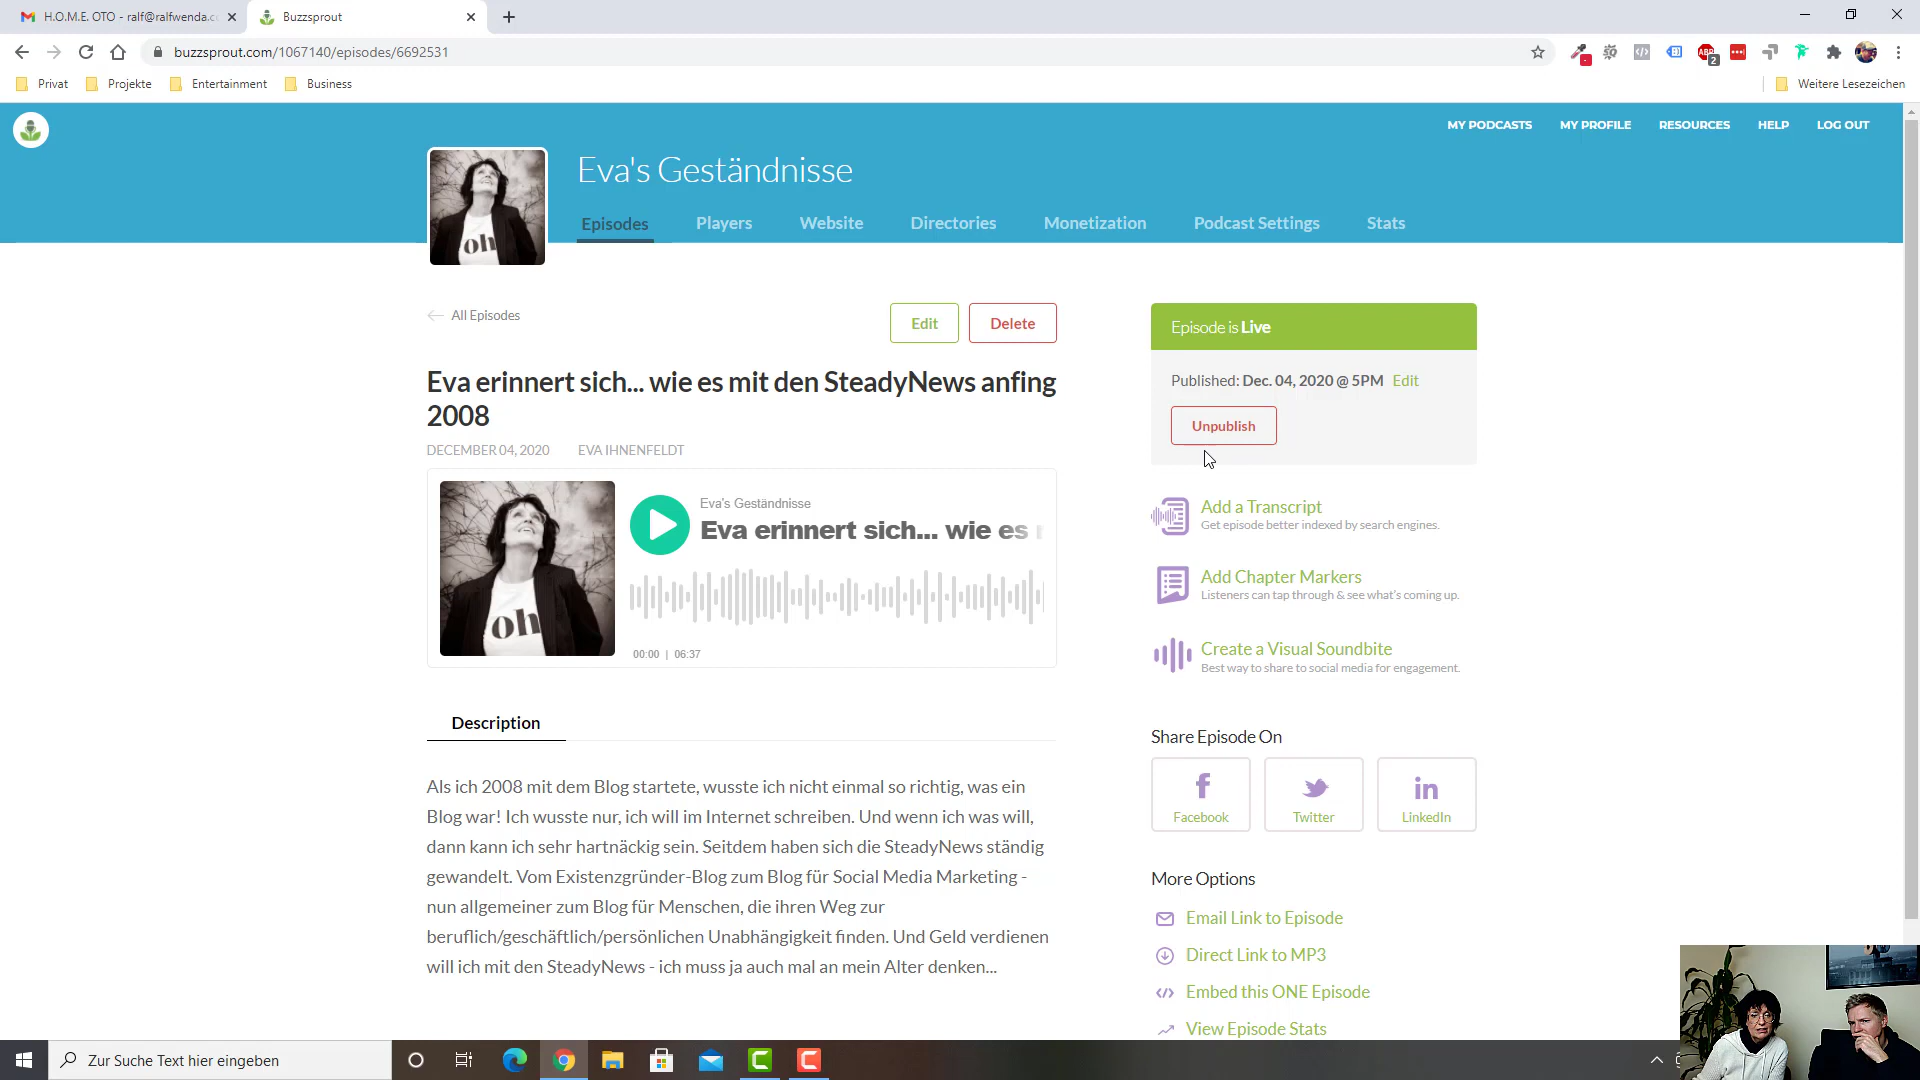 H.O.M.E. OTO - ralf@ralfwenda.c
Buzzsprout
buzzsprout.com/1067140/episodes/6692531
ABP
2
Privat
Projekte
Entertainment
Business
Weitere Lesezeichen
MY PODCASTS
MY PROFILE
RESOURCES
HELP
LOG OUT
oh
Eva's Geständnisse
Episodes
Players
Website
Directories
Monetization
Podcast Settings
Stats
All Episodes
Edit
Delete
Eva erinnert sich... wie es mit den SteadyNews anfing
2008
DECEMBER 04, 2020
EVA IHNENFELDT
oh
Eva's Geständnisse
Eva erinnert sich... wie es
00:00 | 06:37
Description
Als ich 2008 mit dem Blog startete, wusste ich nicht einmal so richtig, was ein
Blog war! Ich wusste nur, ich will im Internet schreiben. Und wenn ich was will,
dann kann ich sehr hartnäckig sein. Seitdem haben sich die SteadyNews ständig
gewandelt. Vom Existenzgründer-Blog zum Blog für Social Media Marketing -
nun allgemeiner zum Blog für Menschen, die ihren Weg zur
beruflich/geschäftlich/persönlichen Unabhängigkeit finden. Und Geld verdienen
will ich mit den SteadyNews - ich muss ja auch mal an mein Alter denken...
Episode is Live
Published: Dec. 04, 2020 @ 5PM Edit
Unpublish
Add a Transcript
Get episode better indexed by search engines.
Add Chapter Markers
Listeners can tap through & see what's coming up.
Create a Visual Soundbite
Best way to share to social media for engagement.
Share Episode On
Facebook
Twitter
LinkedIn
More Options
Email Link to Episode
Direct Link to MP3
Embed this ONE Episode
View Episode Stats
Zur Suche Text hier eingeben